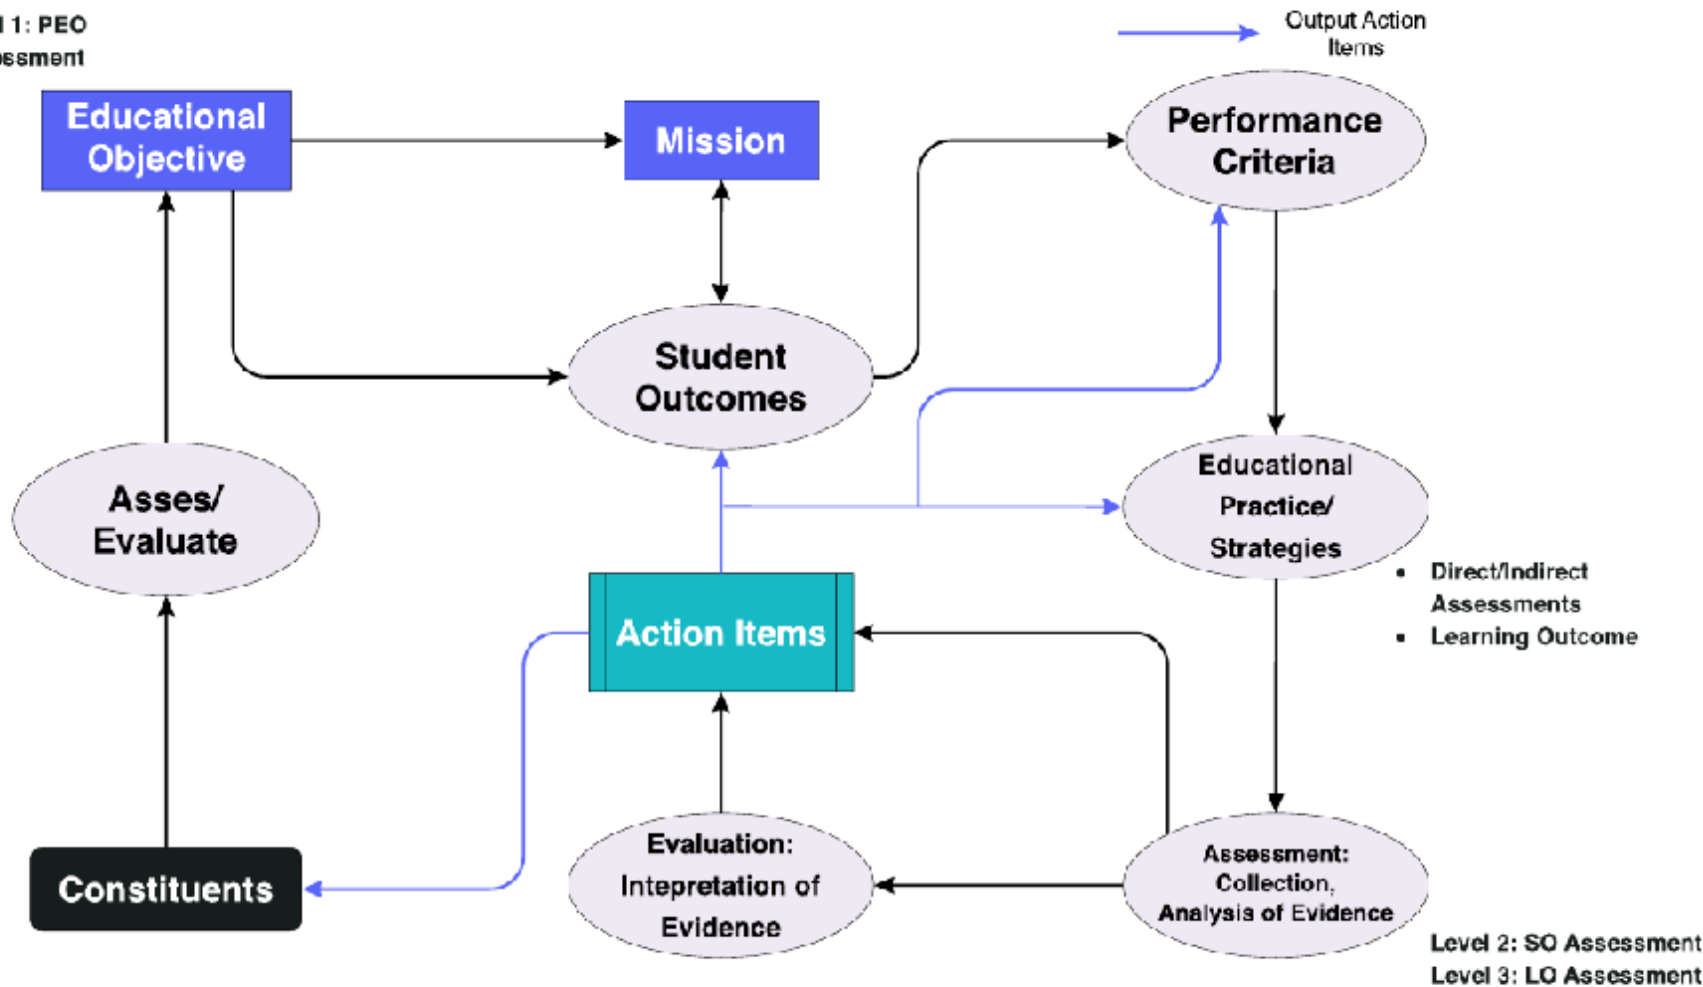 1: PEO
Output Action
Items
Educational
Objective
Mission
Performance
Criteria
Student
Outcomes
Asses/
Evaluate
Educational
Practice/
Strategies
Direct/Indirect
Assessments
Learning Outcome
Action Items
Constituents
Evaluation:
Intepretation of
Evidence
Assessment:
Collection,
Analysis of Evidence
Level 2: SO Assessment
Level 3: LO Assessment